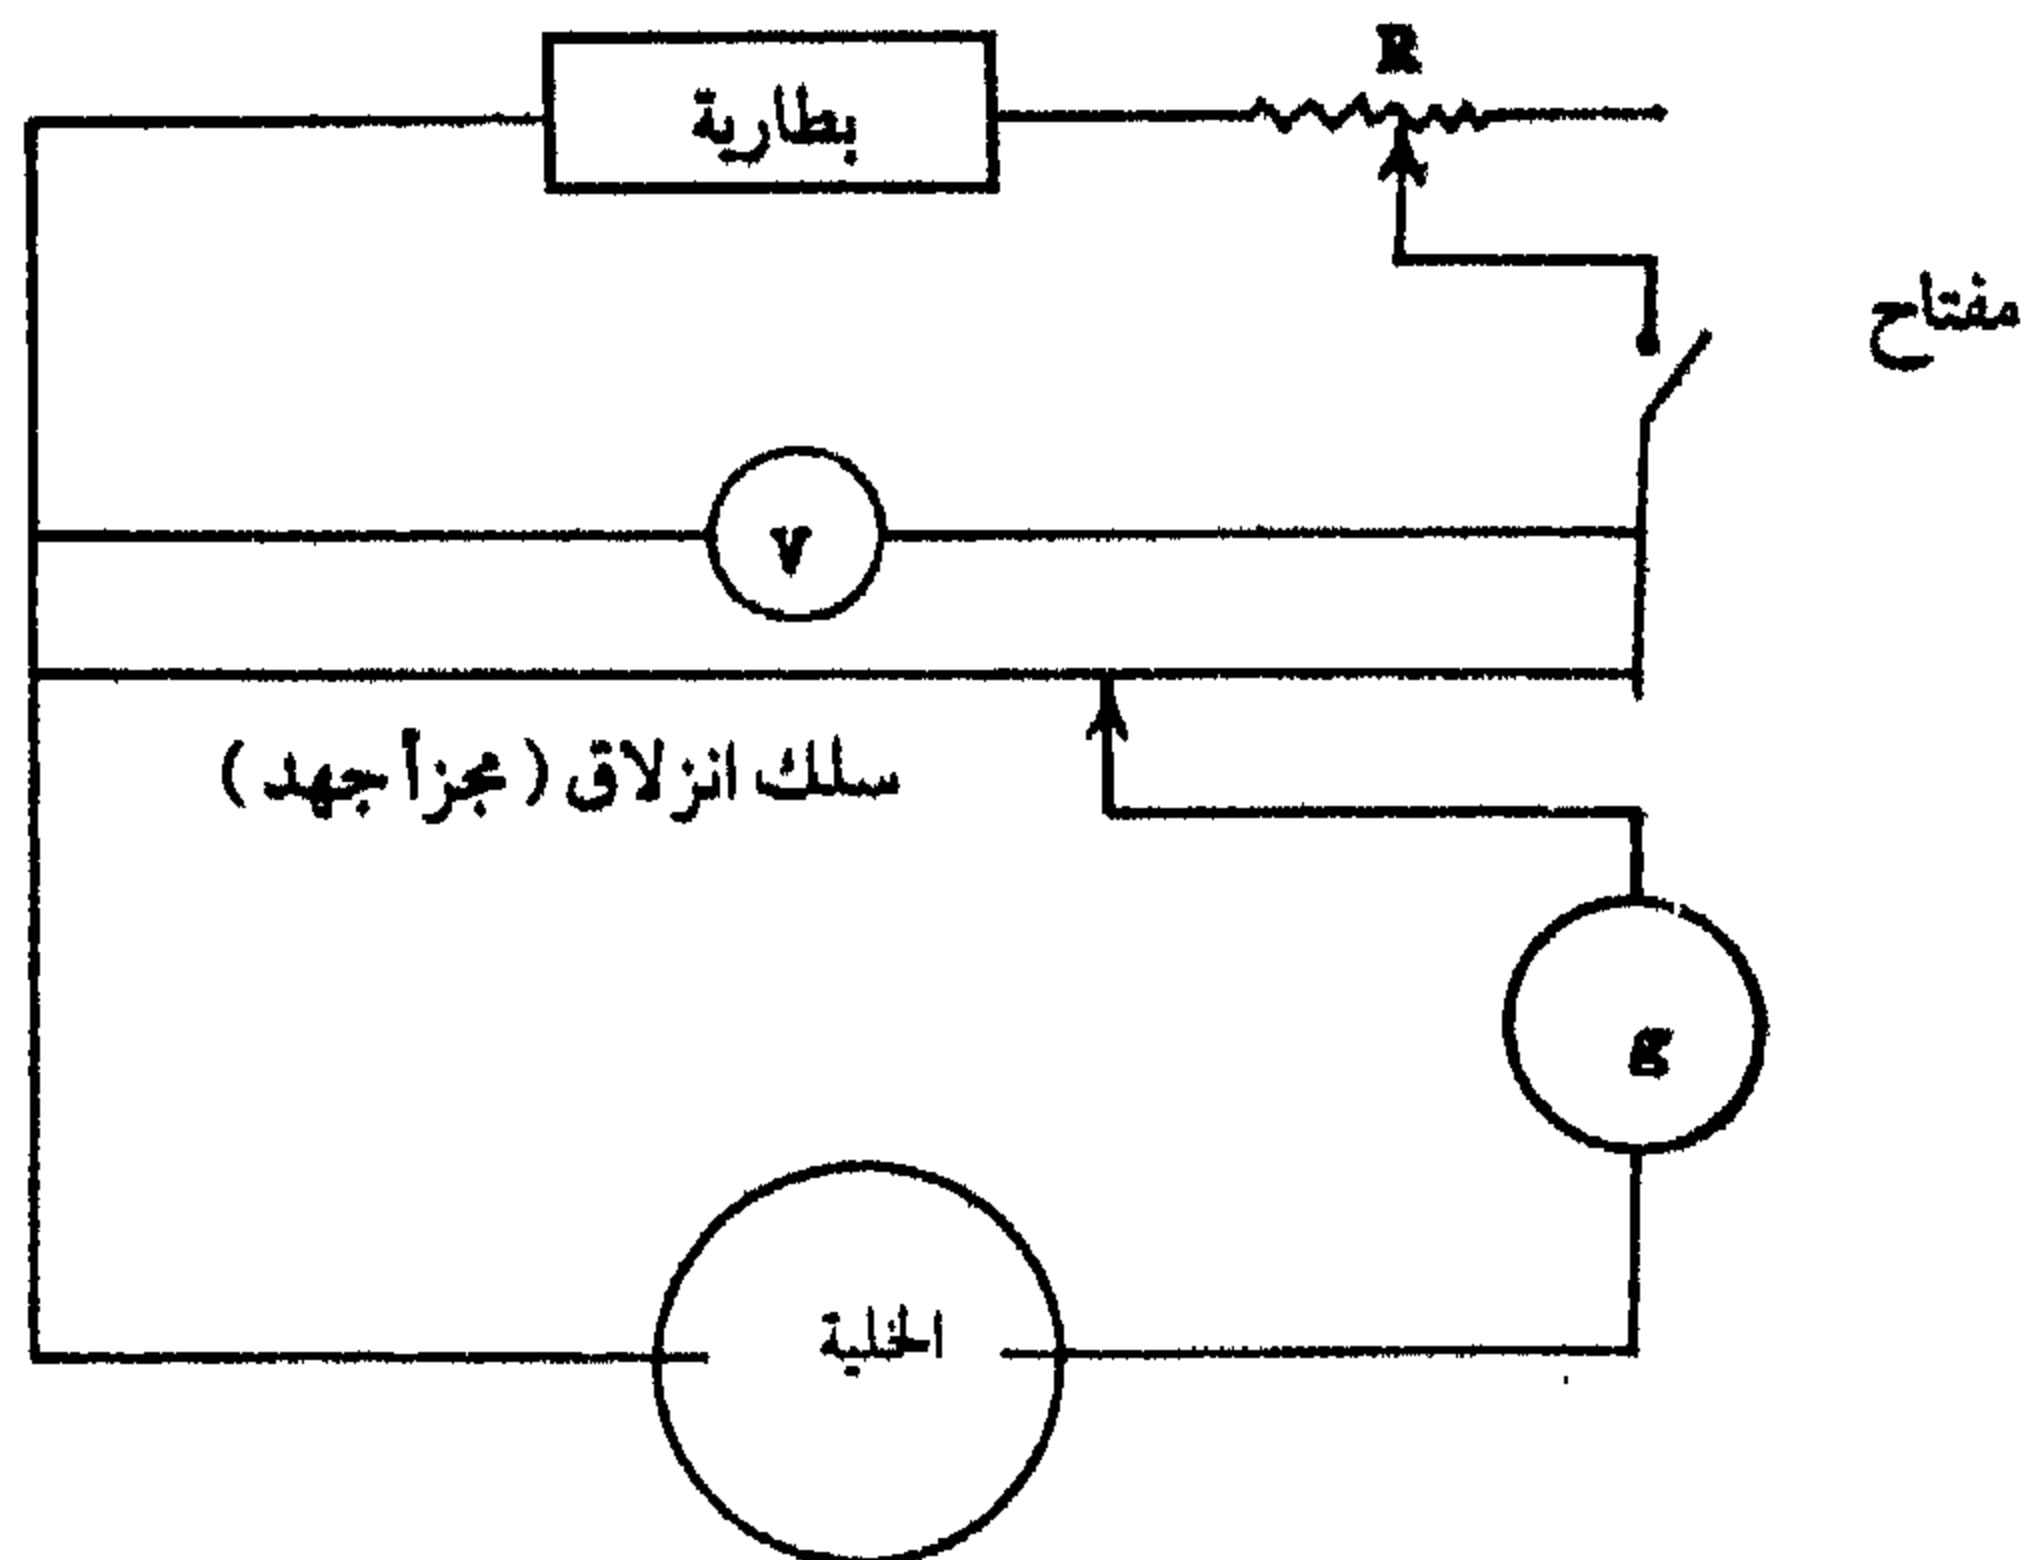 R
بطارية
مفتاح
V
سلك انزلاق ( مجزأ جهد )
g
الخلية